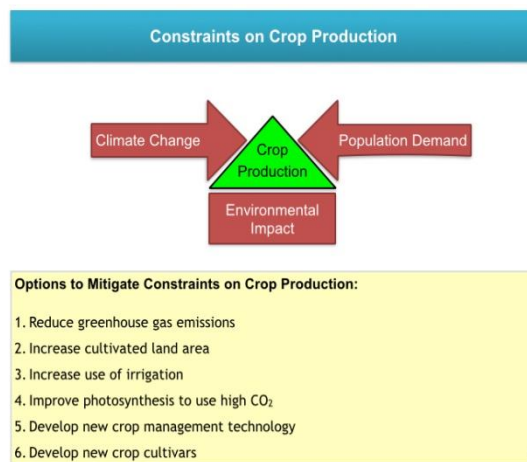 Constraints on Crop Production
Climate Change
Crop
Production
Population Demand
Environmental
Impact
Options to Mitigate Constraints on Crop Production:
1. Reduce greenhouse gas emissions
2. Increase cultivated land area
3. Increase use of irrigation
4. Improve photosynthesis to use high CO₂
5. Develop new crop management technology
6. Develop new crop cultivars